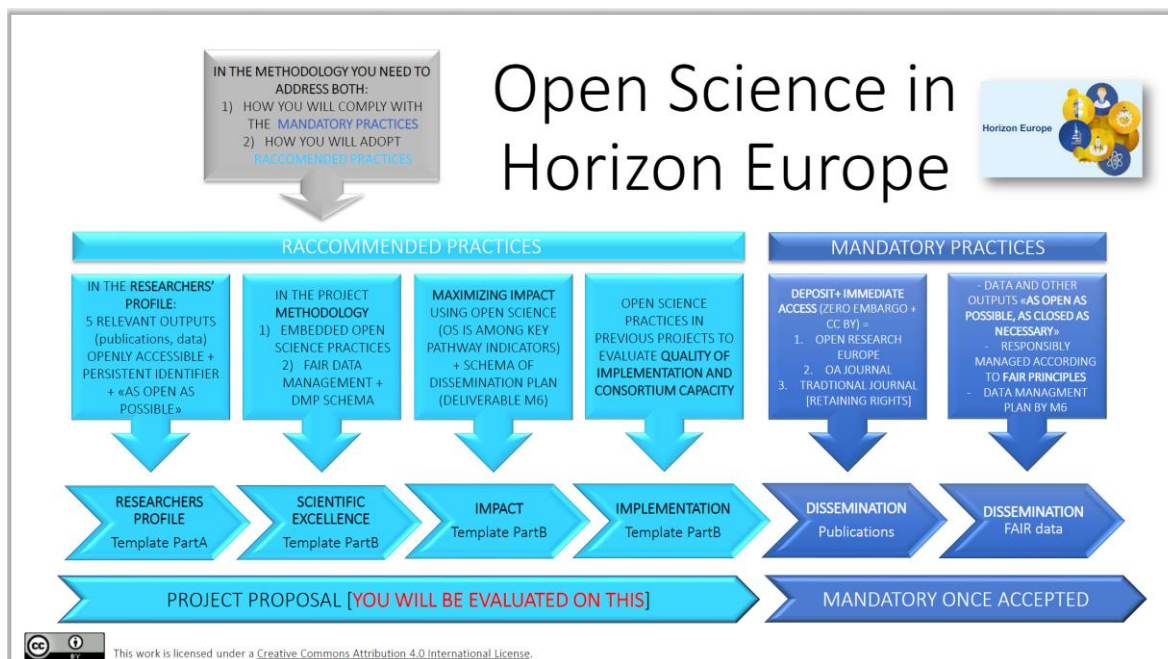 IN THE METHODOLOGY YOU NEED TO
ADDRESS BOTH:
1) HOW YOU WILL COMPLY WITH
THE MANDATORY PRACTICES
2) HOW YOU WILL ADOPT
RACCOMENDED PRACTICES
Open Science in
Horizon Europe
Horizon Europe
RACCOMMENDED PRACTICES
MANDATORY PRACTICES
IN THE RESEARCHERS'
PROFILE:
5 RELEVANT OUTPUTS
(publications, data)
OPENLY ACCESSIBLE +
PERSISTENT IDENTIFIER
+ «AS OPEN AS
POSSIBLE»
IN THE PROJECT
METHODOLOGY
1) EMBEDDED OPEN
SCIENCE PRACTICES
2) FAIR DATA
MANAGEMENT +
DMP SCHEMA
MAXIMIZING IMPACT
USING OPEN SCIENCE
(OS IS AMONG KEY
PATHWAY INDICATORS)
+ SCHEMA OF
DISSEMINATION PLAN
(DELIVERABLE M6)
OPEN SCIENCE
PRACTICES IN
PREVIOUS PROJECTS TO
EVALUATE QUALITY OF
IMPLEMENTATION AND
CONSORTIUM CAPACITY
DEPOSIT+ IMMEDIATE
ACCESS (ZERO EMBARGO +
CC BY) =
1. OPEN RESEARCH
EUROPE
2. OA JOURNAL
3. TRADTIONAL JOURNAL
[RETAINING RIGHTS]
- DATA AND OTHER
OUTPUTS «AS OPEN AS
POSSIBLE, AS CLOSED AS
NECESSARY»
- RESPONSIBLY
MANAGED ACCORDING
TO FAIR PRINCIPLES
- DATA MANAGMENT
PLAN BY M6
RESEARCHERS
PROFILE
Template PartA
SCIENTIFIC
EXCELLENCE
Template PartB
IMPACT
Template PartB
IMPLEMENTATION
Template PartB
DISSEMINATION
Publications
DISSEMINATION
FAIR data
PROJECT PROPOSAL [YOU WILL BE EVALUATED ON THIS]
MANDATORY ONCE ACCEPTED
cc
BY
This work is licensed under a Creative Commons Attribution 4.0 International License.